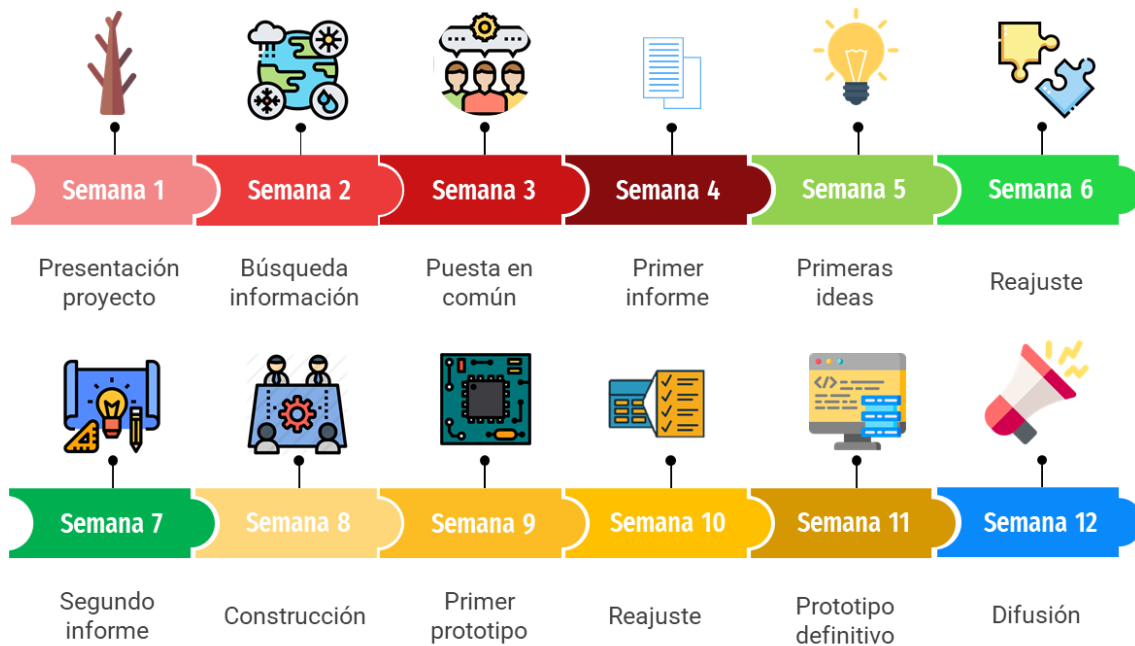 Semana 1
Semana 2
Semana 3
Semana 4
Semana 5
Semana 6
Presentación
proyecto
Búsqueda
información
Puesta en
común
Primer
informe
Primeras
ideas
Reajuste
</>
Semana 7
Semana 8
Semana 9
Semana 10
Semana 11
Semana 12
Segundo
informe
Construcción
Primer
prototipo
Reajuste
Prototipo
definitivo
Difusión